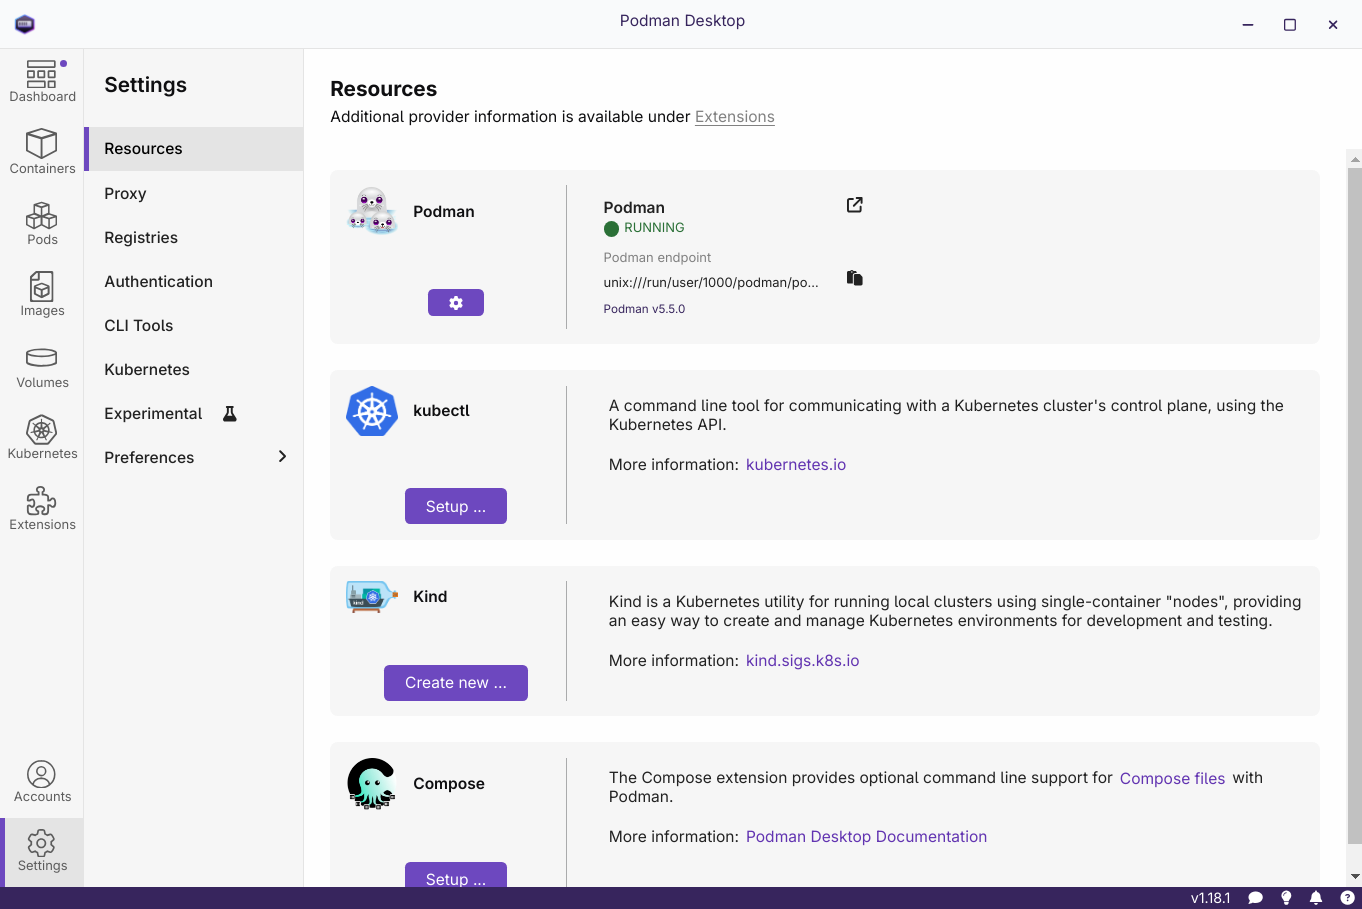 Podman Desktop
Dashboard
Containers
Pods
Images
Volumes
Kubernetes
Extensions
Accounts
Settings
Settings
Resources
Proxy
Registries
Authentication
CLI Tools
Kubernetes
Experimental
Preferences
Resources
Additional provider information is available under Extensions
Podman
Podman
RUNNING
Podman endpoint
unix:///run/user/1000/podman/po...
Podman v5.5.0
kubectl
Setup ...
A command line tool for communicating with a Kubernetes cluster's control plane, using the
Kubernetes API.
More information: kubernetes.io
Kind
Create new ...
Kind is a Kubernetes utility for running local clusters using single-container "nodes", providing
an easy way to create and manage Kubernetes environments for development and testing.
More information: kind.sigs.k8s.io
Compose
Setup ...
The Compose extension provides optional command line support for Compose files with
Podman.
More information: Podman Desktop Documentation
v1.18.1